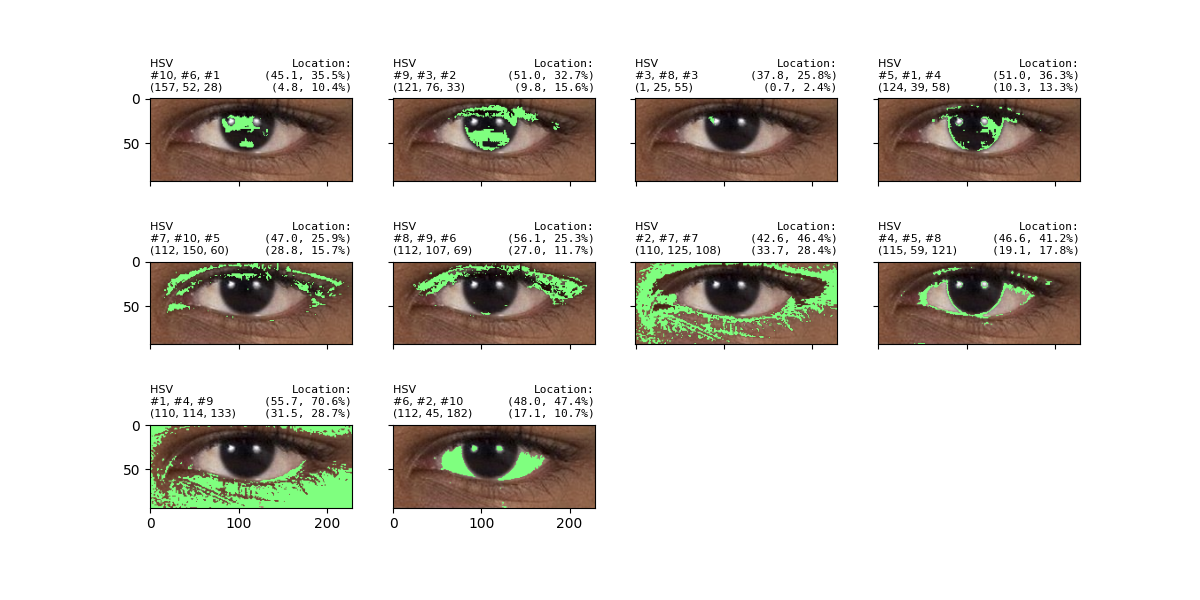 HSV Location:
#10, #6, #1 (45.1, 35.5%)
(157, 52, 28) (4.8, 10.4%)
HSV Location:
#9, #3, #2 (51.0, 32.7%)
(121, 76, 33) (9.8, 15.6%)
HSV Location:
#3, #8, #3 (37.8, 25.8%)
(1, 25, 55) (0.7, 2.4%)
HSV Location:
#5, #1, #4 (51.0, 36.3%)
(124, 39, 58) (10.3, 13.3%)
0
50
HSV Location:
#7, #10, #5 (47.0, 25.9%)
(112, 150, 60) (28.8, 15.7%)
HSV Location:
#8, #9, #6 (56.1, 25.3%)
(112, 107, 69) (27.0, 11.7%)
HSV Location:
#2, #7, #7 (42.6, 46.4%)
(110, 125, 108) (33.7, 28.4%)
HSV Location:
#4, #5, #8 (46.6, 41.2%)
(115, 59, 121) (19.1, 17.8%)
0
50
HSV Location:
#1, #4, #9 (55.7, 70.6%)
(110, 114, 133) (31.5, 28.7%)
HSV Location:
#6, #2, #10 (48.0, 47.4%)
(112, 45, 182) (17.1, 10.7%)
0
50
0 100 200
0 100 200